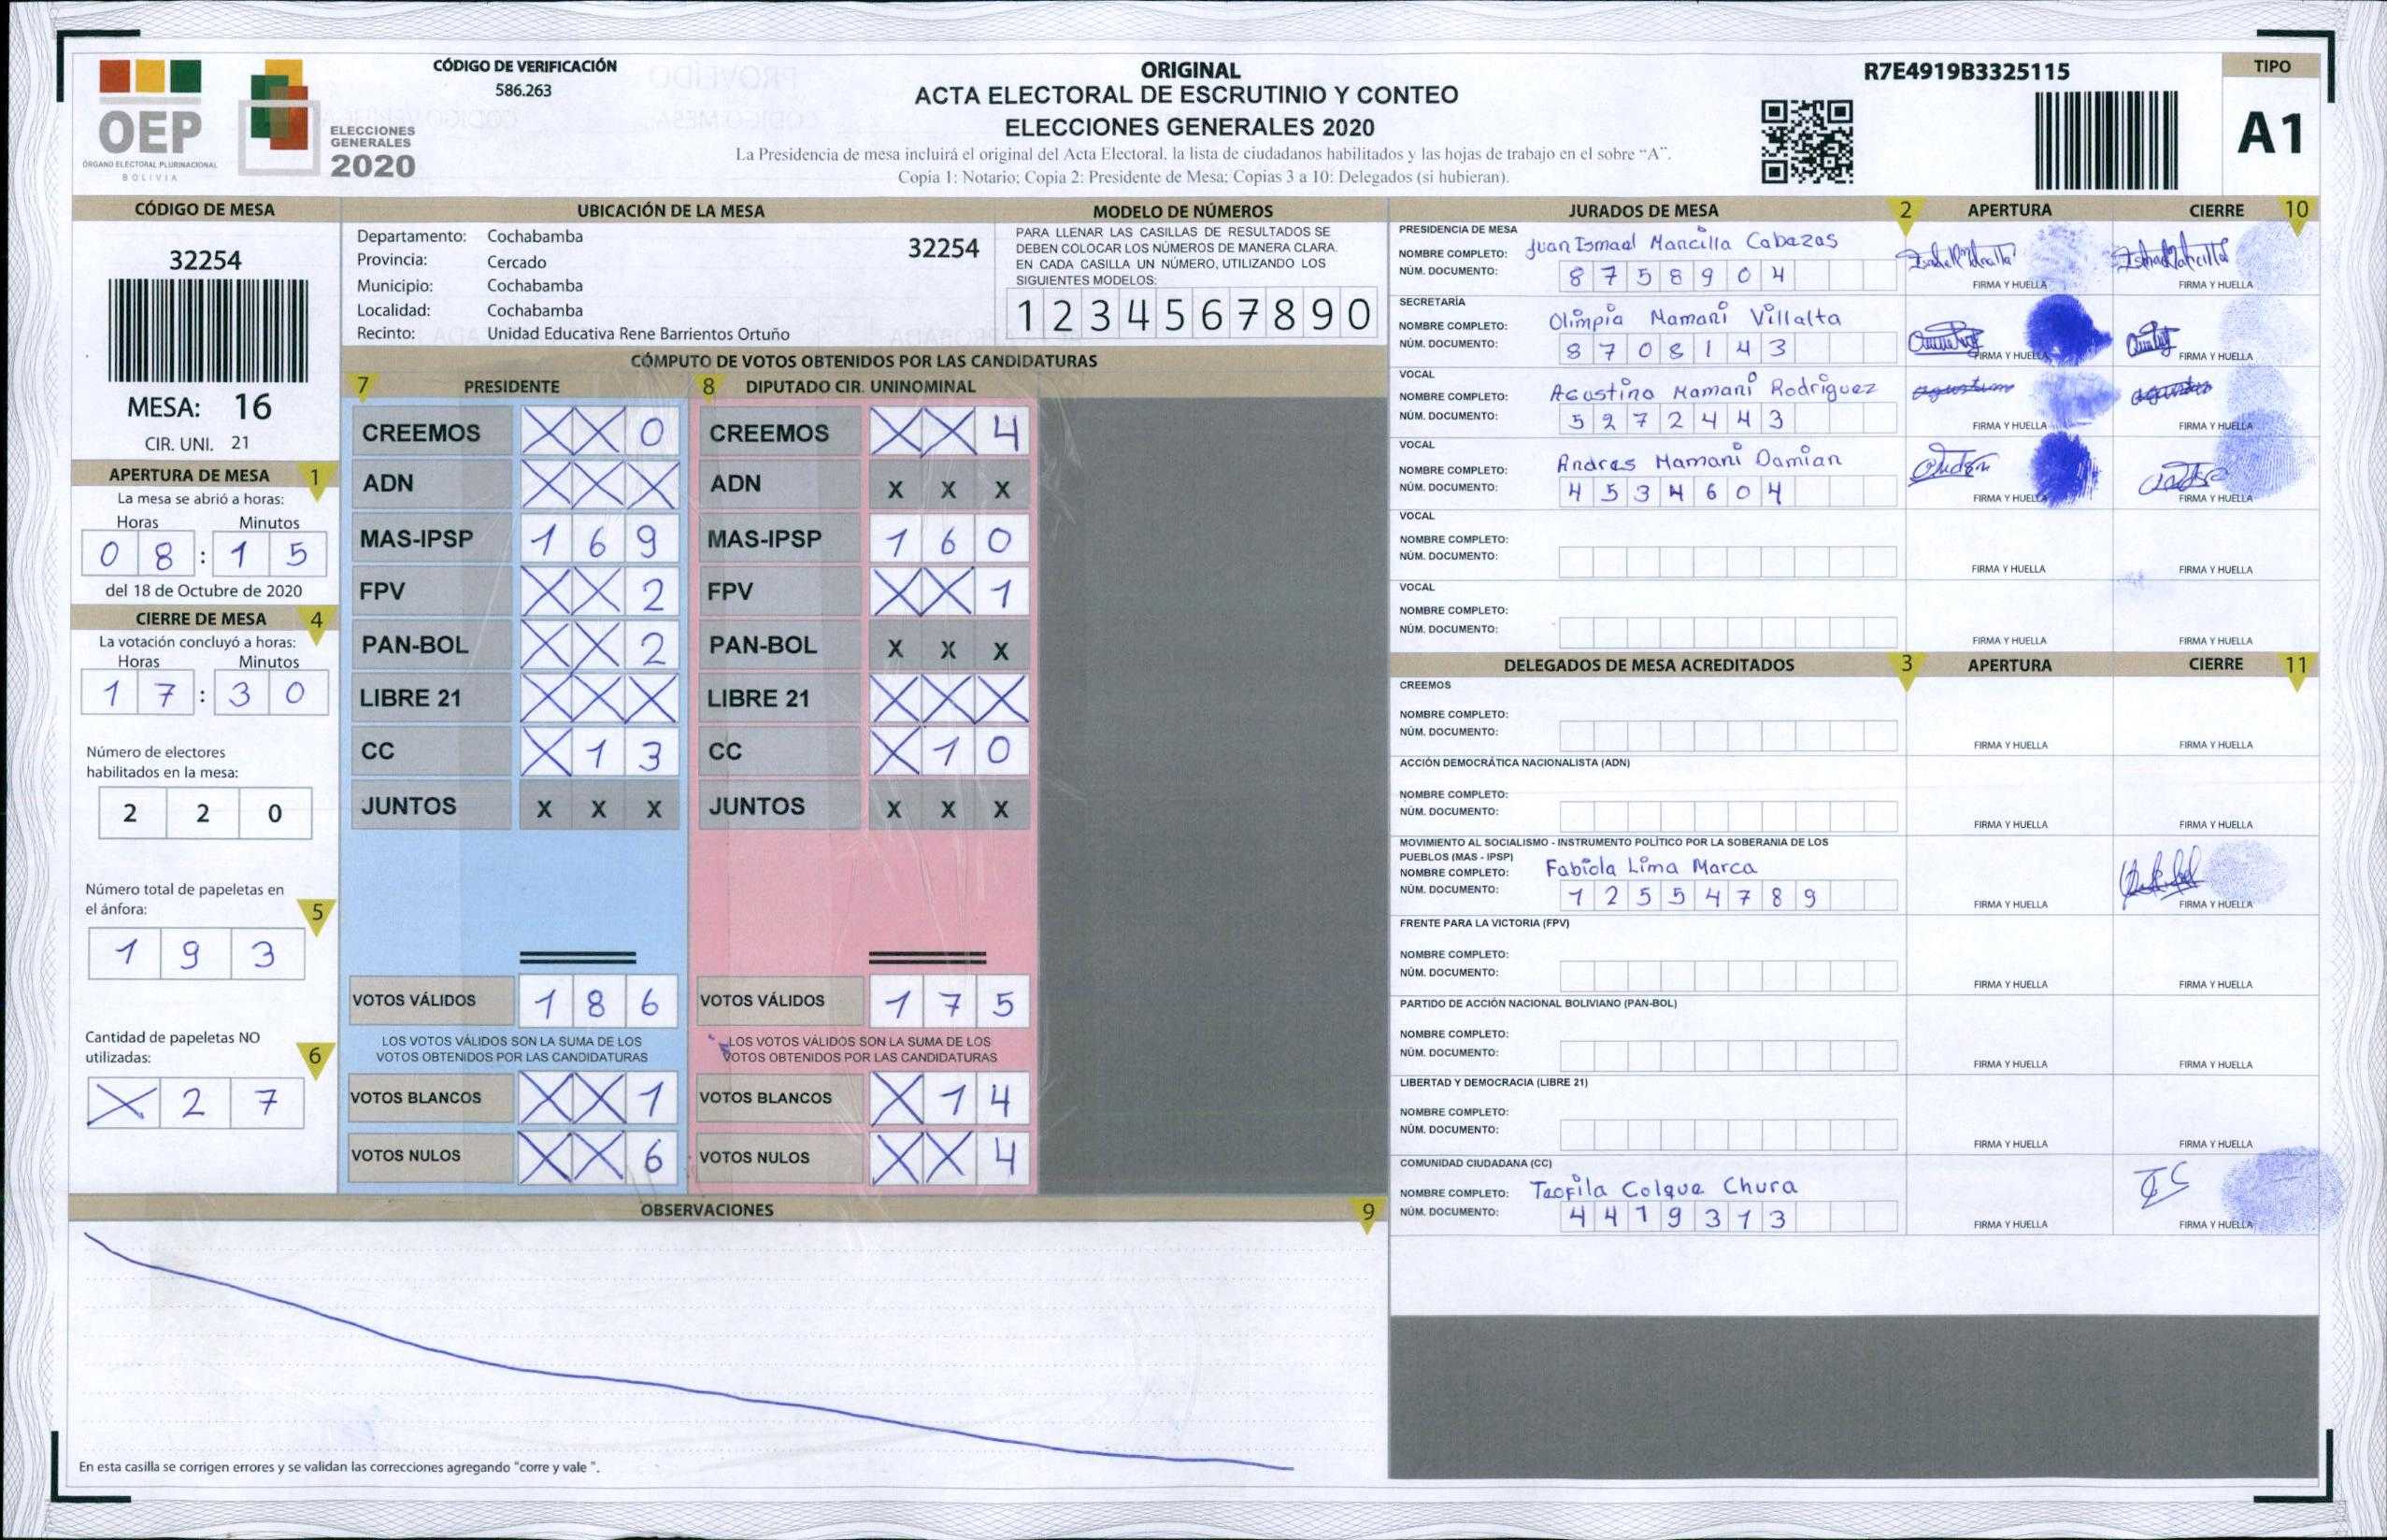 CÓDIGO DE VERIFICACIÓN
586.263
OEP
ÓRGANO ELECTORAL PLURINACIONAL
BOLIVIA
ELECCIONES
GENERALES
2020
ORIGINAL
ACTA ELECTORAL DE ESCRUTINIO Y CONTEO
ELECCIONES GENERALES 2020
La Presidencia de mesa incluirá el original del Acta Electoral, la lista de ciudadanos habilitados y las hojas de trabajo en el sobre “A”.
Copia 1: Notario; Copia 2: Presidente de Mesa; Copias 3 a 10: Delegados (si hubieran).
R7E4919B3325115
TIPO
A1
CÓDIGO DE MESA
32254
MESA: 16
CIR. UNI. 21
APERTURA DE MESA 1
La mesa se abrió a horas:
Horas Minutos
0 8 : 1 5
del 18 de Octubre de 2020
CIERRE DE MESA 4
La votación concluyó a horas:
Horas Minutos
1 7 : 3 0
Número de electores
habilitados en la mesa:
2 2 0
Número total de papeletas en
el ánfora: 5
1 9 3
Cantidad de papeletas NO
utilizadas: 6
X 2 7
UBICACIÓN DE LA MESA
Departamento: Cochabamba 32254
Provincia: Cercado
Municipio: Cochabamba
Localidad: Cochabamba
Recinto: Unidad Educativa Rene Barrientos Ortuño
MODELO DE NÚMEROS
PARA LLENAR LAS CASILLAS DE RESULTADOS SE
DEBEN COLOCAR LOS NÚMEROS DE MANERA CLARA.
EN CADA CASILLA UN NÚMERO, UTILIZANDO LOS
SIGUIENTES MODELOS:
1 2 3 4 5 6 7 8 9 0
CÓMPUTO DE VOTOS OBTENIDOS POR LAS CANDIDATURAS
7 PRESIDENTE 8 DIPUTADO CIR. UNINOMINAL
CREEMOS X X 0 CREEMOS X X 4
ADN X X X ADN X X X
MAS-IPSP 1 6 9 MAS-IPSP 1 6 0
FPV X X 2 FPV X X 1
PAN-BOL X X 2 PAN-BOL X X X
LIBRE 21 X X X LIBRE 21 X X X
CC X 1 3 CC X 1 0
JUNTOS X X X JUNTOS X X X
VOTOS VÁLIDOS 1 8 6 VOTOS VÁLIDOS 1 7 5
LOS VOTOS VÁLIDOS SON LA SUMA DE LOS LOS VOTOS VÁLIDOS SON LA SUMA DE LOS
VOTOS OBTENIDOS POR LAS CANDIDATURAS VOTOS OBTENIDOS POR LAS CANDIDATURAS
VOTOS BLANCOS X X 1 VOTOS BLANCOS X 1 4
VOTOS NULOS X X 6 VOTOS NULOS X X 4
OBSERVACIONES 9
En esta casilla se corrigen errores y se validan las correcciones agregando "corre y vale ".
JURADOS DE MESA 2 APERTURA CIERRE 10
PRESIDENCIA DE MESA
NOMBRE COMPLETO: Juan Ismael Mancilla Cabezas
NÚM. DOCUMENTO: 8 7 5 8 9 0 4
FIRMA Y HUELLA FIRMA Y HUELLA
SECRETARÍA
NOMBRE COMPLETO: Olimpia Mamani Villalta
NÚM. DOCUMENTO: 8 7 0 8 1 4 3
FIRMA Y HUELLA FIRMA Y HUELLA
VOCAL
NOMBRE COMPLETO: Agustino Mamani Rodriguez
NÚM. DOCUMENTO: 5 2 7 2 4 4 3
FIRMA Y HUELLA FIRMA Y HUELLA
VOCAL
NOMBRE COMPLETO: Andres Mamani Damian
NÚM. DOCUMENTO: 4 5 3 4 6 0 4
FIRMA Y HUELLA FIRMA Y HUELLA
VOCAL
NOMBRE COMPLETO:
NÚM. DOCUMENTO:
FIRMA Y HUELLA FIRMA Y HUELLA
VOCAL
NOMBRE COMPLETO:
NÚM. DOCUMENTO:
FIRMA Y HUELLA FIRMA Y HUELLA
DELEGADOS DE MESA ACREDITADOS 3 APERTURA CIERRE 11
CREEMOS
NOMBRE COMPLETO:
NÚM. DOCUMENTO:
FIRMA Y HUELLA FIRMA Y HUELLA
ACCIÓN DEMOCRÁTICA NACIONALISTA (ADN)
NOMBRE COMPLETO:
NÚM. DOCUMENTO:
FIRMA Y HUELLA FIRMA Y HUELLA
MOVIMIENTO AL SOCIALISMO - INSTRUMENTO POLÍTICO POR LA SOBERANIA DE LOS
PUEBLOS (MAS - IPSP)
NOMBRE COMPLETO: Fabiola Lima Marca
NÚM. DOCUMENTO: 1 2 5 5 4 7 8 9
FIRMA Y HUELLA FIRMA Y HUELLA
FRENTE PARA LA VICTORIA (FPV)
NOMBRE COMPLETO:
NÚM. DOCUMENTO:
FIRMA Y HUELLA FIRMA Y HUELLA
PARTIDO DE ACCIÓN NACIONAL BOLIVIANO (PAN-BOL)
NOMBRE COMPLETO:
NÚM. DOCUMENTO:
FIRMA Y HUELLA FIRMA Y HUELLA
LIBERTAD Y DEMOCRACIA (LIBRE 21)
NOMBRE COMPLETO:
NÚM. DOCUMENTO:
FIRMA Y HUELLA FIRMA Y HUELLA
COMUNIDAD CIUDADANA (CC)
NOMBRE COMPLETO: Teofila Colque Chura
NÚM. DOCUMENTO: 4 4 1 9 3 1 3
FIRMA Y HUELLA FIRMA Y HUELLA